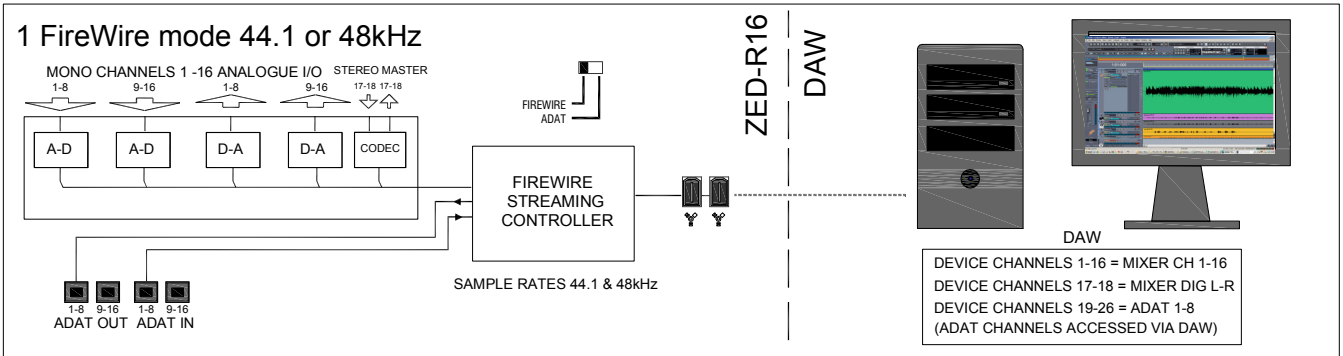 1 FireWire mode 44.1 or 48kHz
MONO CHANNELS 1 -16 ANALOGUE I/O
STEREO MASTER
1-8
9-16
1-8
9-16
17-18 17-18
A-D
A-D
D-A
D-A
CODEC
FIREWIRE
ADAT
FIREWIRE
STREAMING
CONTROLLER
SAMPLE RATES 44.1 & 48kHz
1-8 9-16 1-8 9-16
ADAT OUT ADAT IN
ZED-R16
DAW
DAW
DEVICE CHANNELS 1-16 = MIXER CH 1-16
DEVICE CHANNELS 17-18 = MIXER DIG L-R
DEVICE CHANNELS 19-26 = ADAT 1-8
(ADAT CHANNELS ACCESSED VIA DAW)